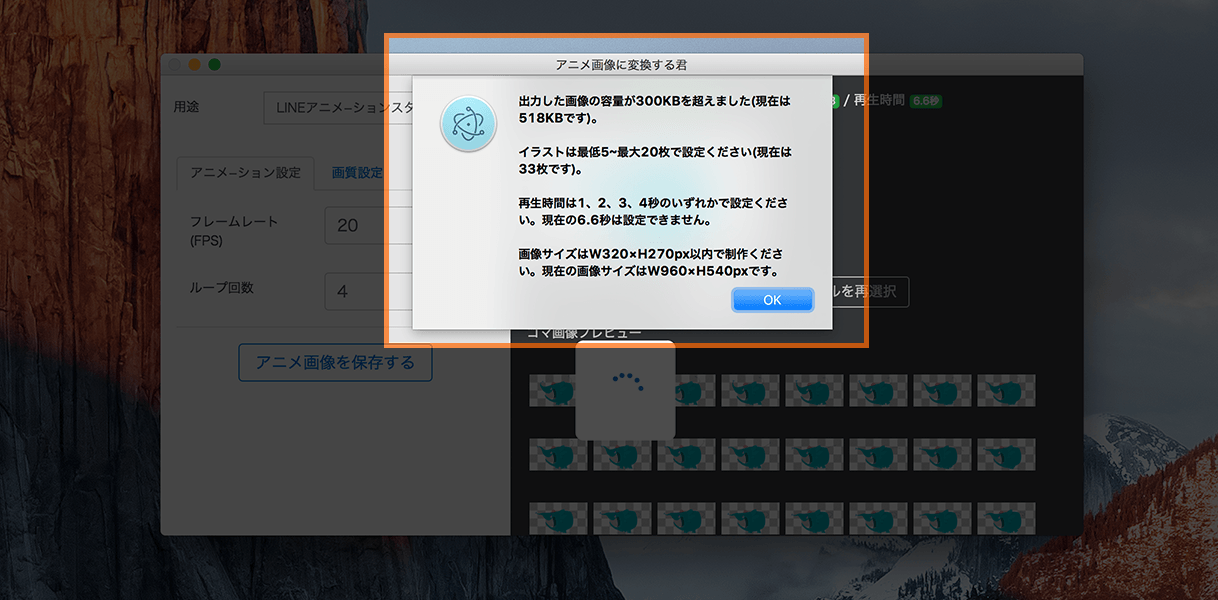 アニメ画像に変換する君
用途
LINEアニメーションスタ
/ 再生時間 6.6秒
アニメーション設定
画質設定
フレームレート
(FPS)
20
ループ回数
4
アニメ画像を保存する
出力した画像の容量が300KBを超えました(現在は
518KBです)。
イラストは最低5~最大20枚で設定ください(現在は
33枚です)。
再生時間は1、2、3、4秒のいずれかで設定くださ
い。現在の6.6秒は設定できません。
画像サイズはW320×H270px以内で制作くださ
い。現在の画像サイズはW960×H540pxです。
OK
ルを再選択
コマ画像プレビュー